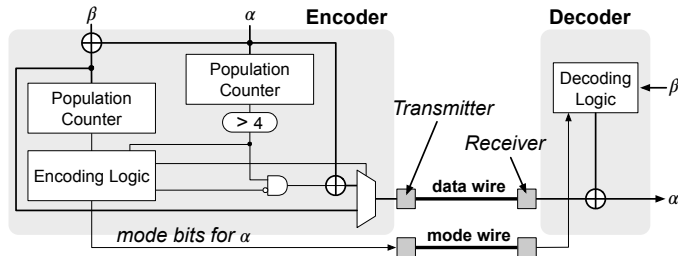 β
α
Encoder
Decoder
Population
Counter
Population
Counter
> 4
Encoding Logic
Transmitter
Receiver
Decoding
Logic
β
data wire
α
mode bits for α
mode wire